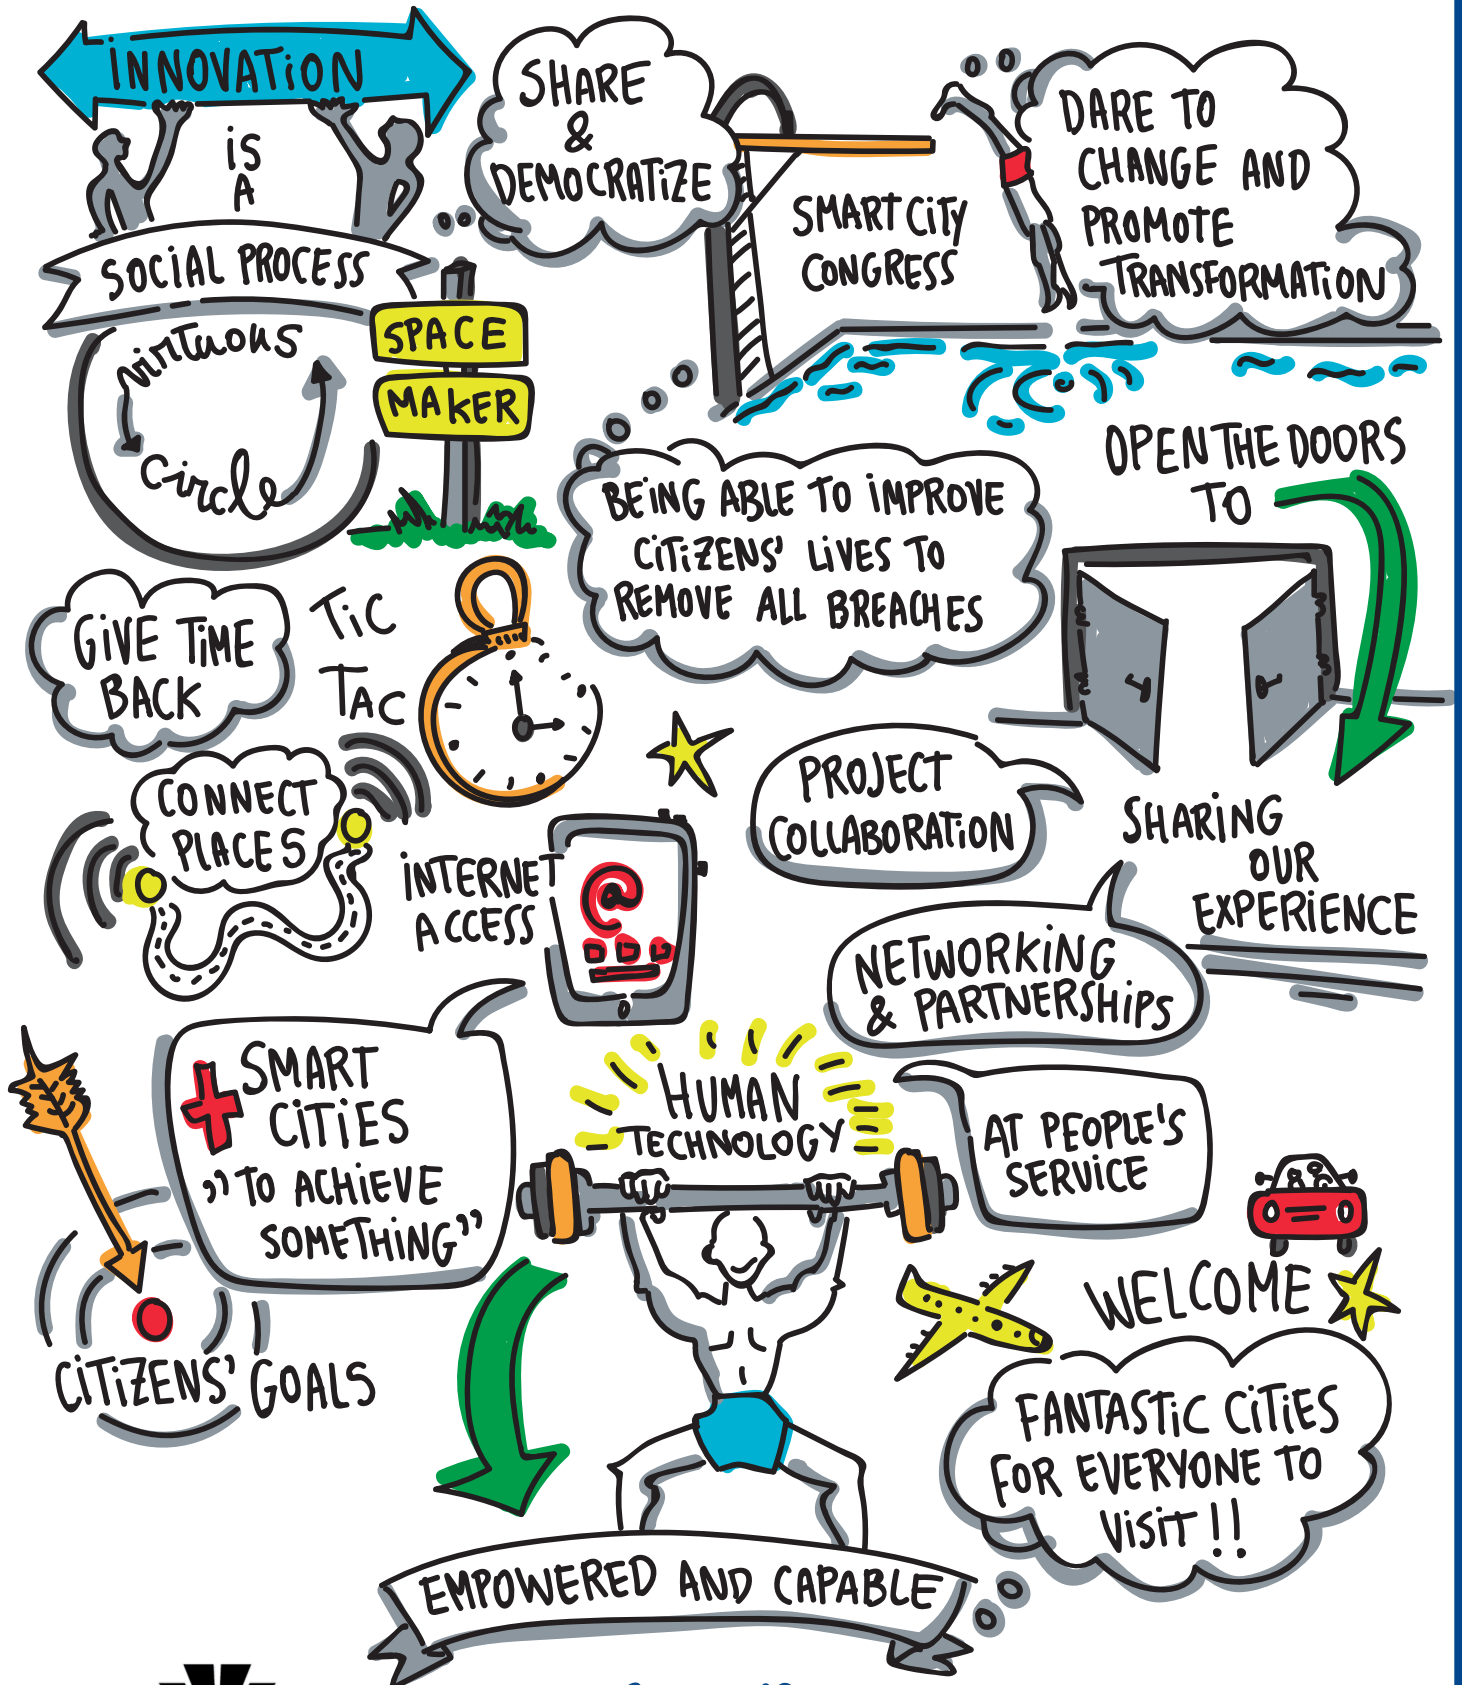 iNNOVATiON
iS
A
SOCiAL PROCESS
virtuous
circle
SPACE
MAKER
SHARE
&
DEMOCRATiZE
SMART CiTY
CONGRESS
DARE TO
CHANGE AND
PROMOTE
TRANSFORMATiON
BEiNG ABLE TO iMPROVE
CiTiZENS' LiVES TO
REMOVE ALL BREACHES
OPEN THE DOORS
TO
GiVE TiME
BACK
TiC
TAC
CONNECT
PLACES
iNTERNET
ACCESS
@
PROJECT
COLLABORATiON
SHARiNG
OUR
EXPERiENCE
NETWORKiNG
& PARTNERSHiPS
+ SMART
CiTiES
,,TO ACHiEVE
SOMETHiNG”
HUMAN
TECHNOLOGY
AT PEOPLE'S
SERViCE
CiTiZENS' GOALS
WELCOME
FANTASTiC CiTiES
FOR EVERYONE TO
ViSiT!!
EMPOWERED AND CAPABLE